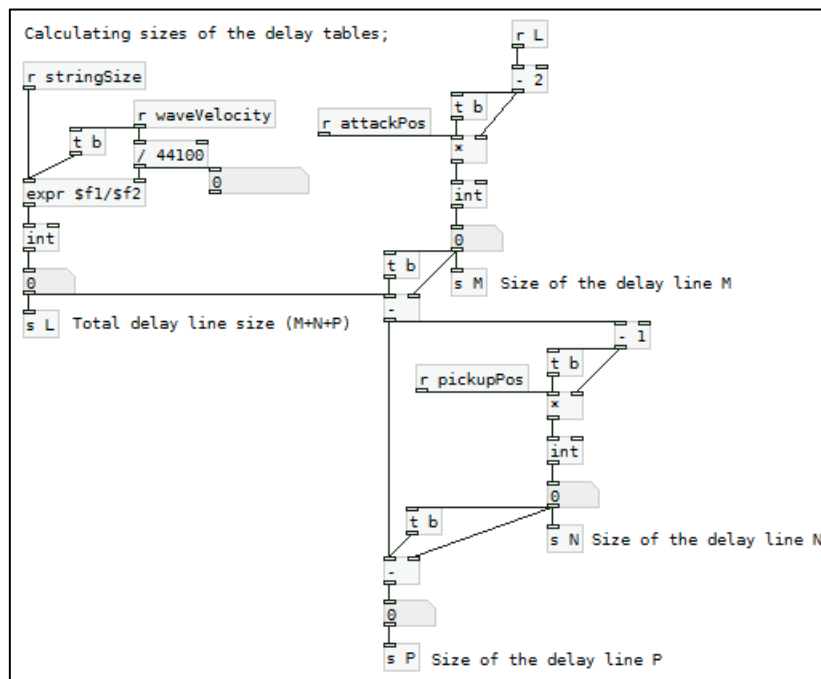 Calculating sizes of the delay tables;
r L
r stringSize
- 2
r waveVelocity
t b
r attackPos
t b
/ 44100
*
0
expr $f1/$f2
int
int
0
t b
0
s M Size of the delay line M
-
s L Total delay line size (M+N+P)
- 1
t b
r pickupPos
*
int
0
t b
s N Size of the delay line N
-
0
s P Size of the delay line P